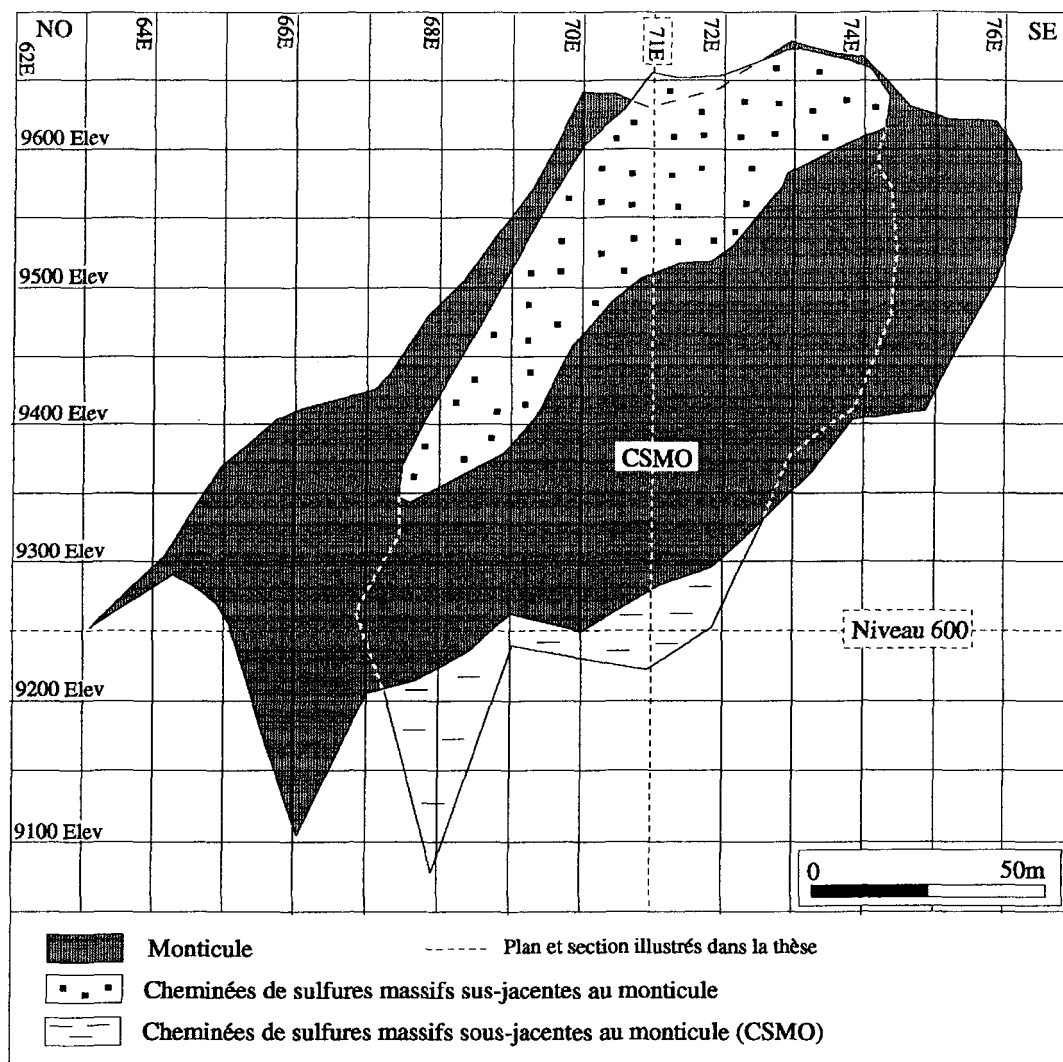 NO
SE
62E
64E
66E
68E
70E
71E
72E
74E
76E
9600 Elev
9500 Elev
9400 Elev
CSMO
9300 Elev
Niveau 600
9200 Elev
9100 Elev
0 50m
Monticule
Plan et section illustrés dans la thèse
Cheminées de sulfures massifs sus-jacentes au monticule
Cheminées de sulfures massifs sous-jacentes au monticule (CSMO)